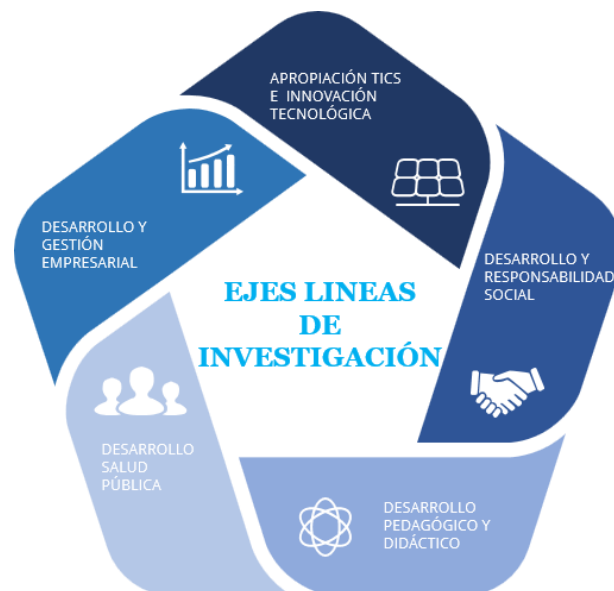 APROPIACIÓN TICS
E INNOVACIÓN
TECNOLÓGICA
DESARROLLO Y
GESTIÓN
EMPRESARIAL
DESARROLLO Y
RESPONSABILIDAD
SOCIAL
EJES LINEAS
DE
INVESTIGACIÓN
DESARROLLO
SALUD
PÚBLICA
DESARROLLO
PEDAGÓGICO Y
DIDÁCTICO